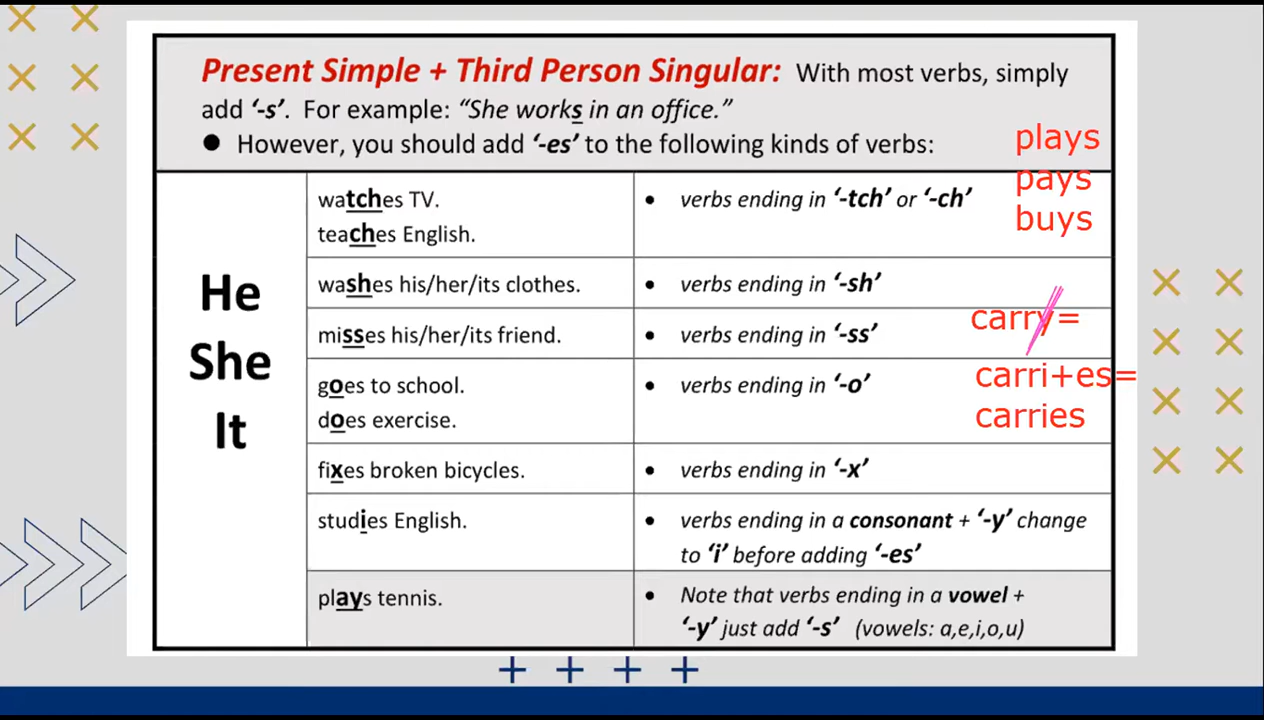 Present Simple + Third Person Singular: With most verbs, simply
add ‘-s’. For example: “She works in an office.”
● However, you should add ‘-es’ to the following kinds of verbs:
plays
pays
buys
He
She
It
watches TV.
teaches English.
• verbs ending in ‘-tch’ or ‘-ch’
washes his/her/its clothes.
• verbs ending in ‘-sh’
misses his/her/its friend.
• verbs ending in ‘-ss’
carry=
goes to school.
does exercise.
• verbs ending in ‘-o’
carri+es=
carries
fixes broken bicycles.
• verbs ending in ‘-x’
studies English.
• verbs ending in a consonant + ‘-y’ change
to ‘i’ before adding ‘-es’
plays tennis.
• Note that verbs ending in a vowel +
‘-y’ just add ‘-s’ (vowels: a,e,i,o,u)